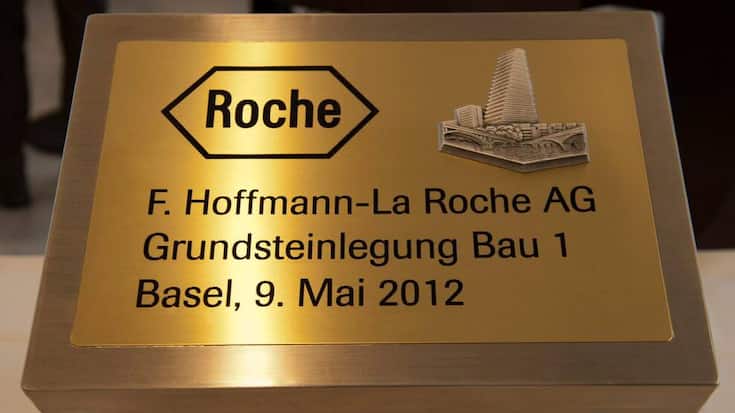 Roche
F. Hoffmann-La Roche AG
Grundsteinlegung Bau 1
Basel, 9. Mai 2012